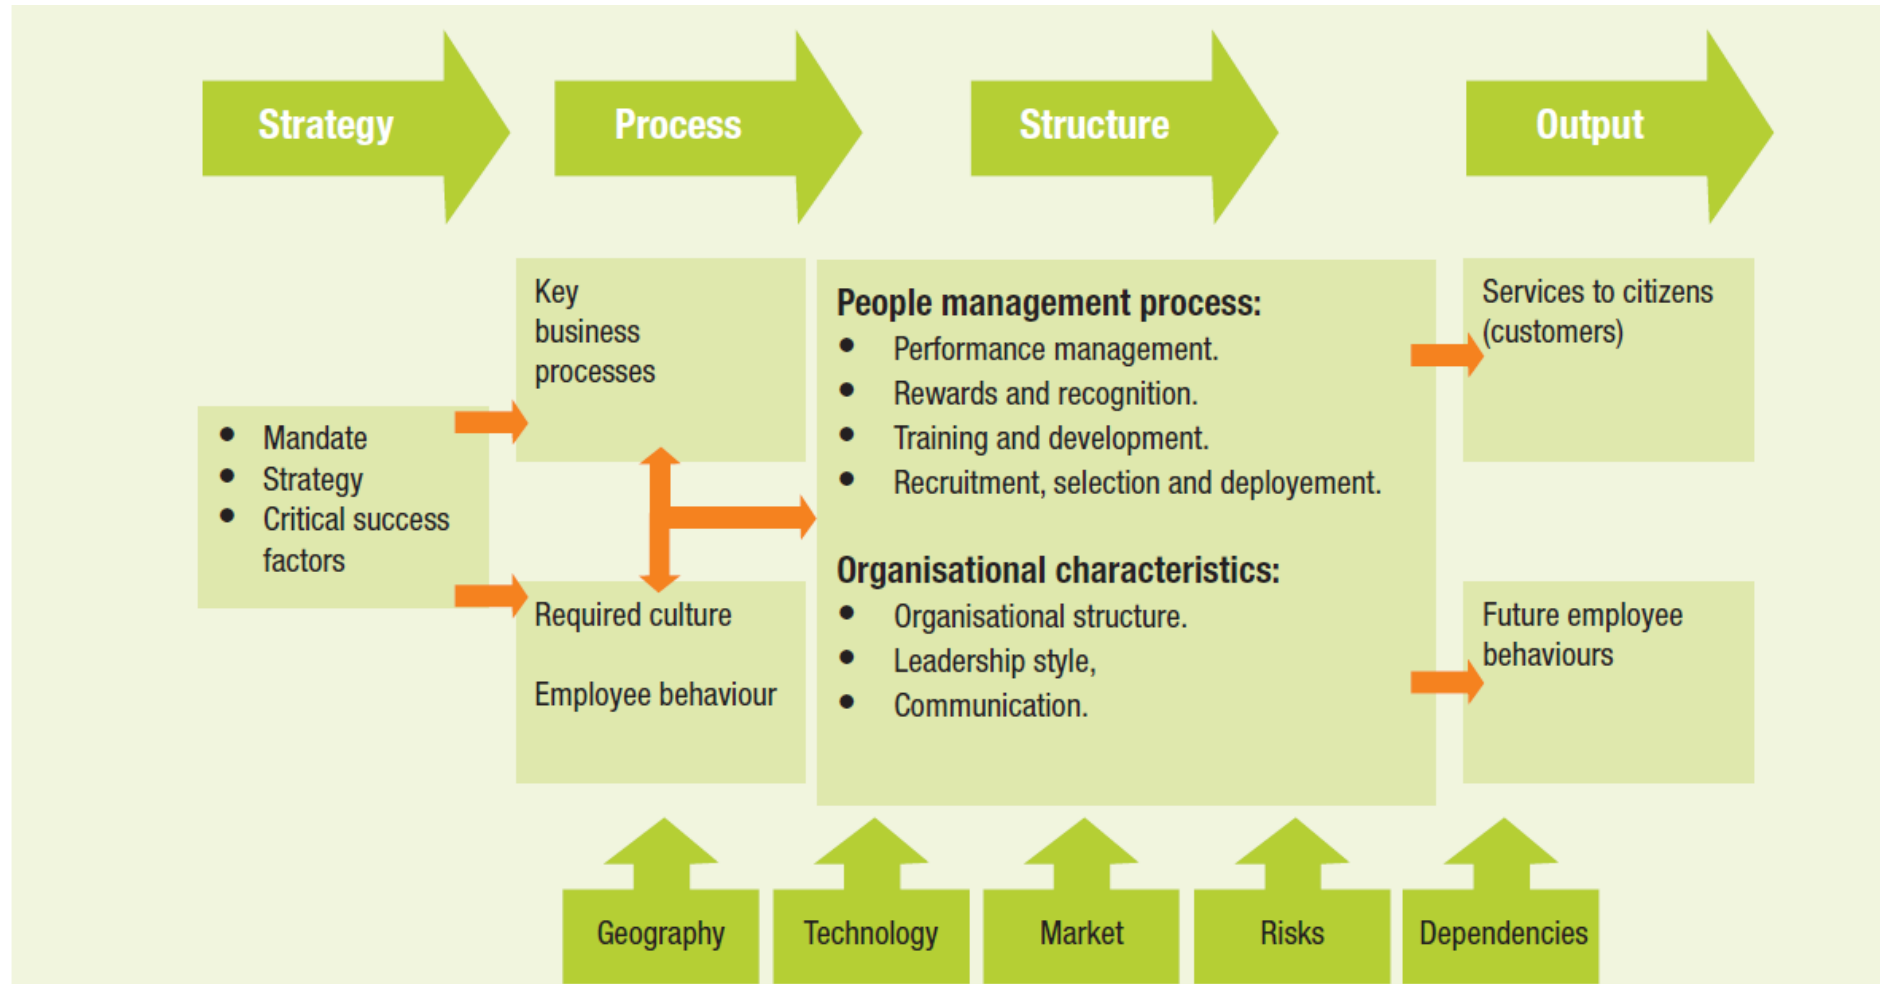 Strategy
Process
Structure
Output
• Mandate
• Strategy
• Critical success
factors
Key
business
processes
Required culture
Employee behaviour
People management process:
• Performance management.
• Rewards and recognition.
• Training and development.
• Recruitment, selection and deployement.
Organisational characteristics:
• Organisational structure.
• Leadership style,
• Communication.
Services to citizens
(customers)
Future employee
behaviours
Geography
Technology
Market
Risks
Dependencies